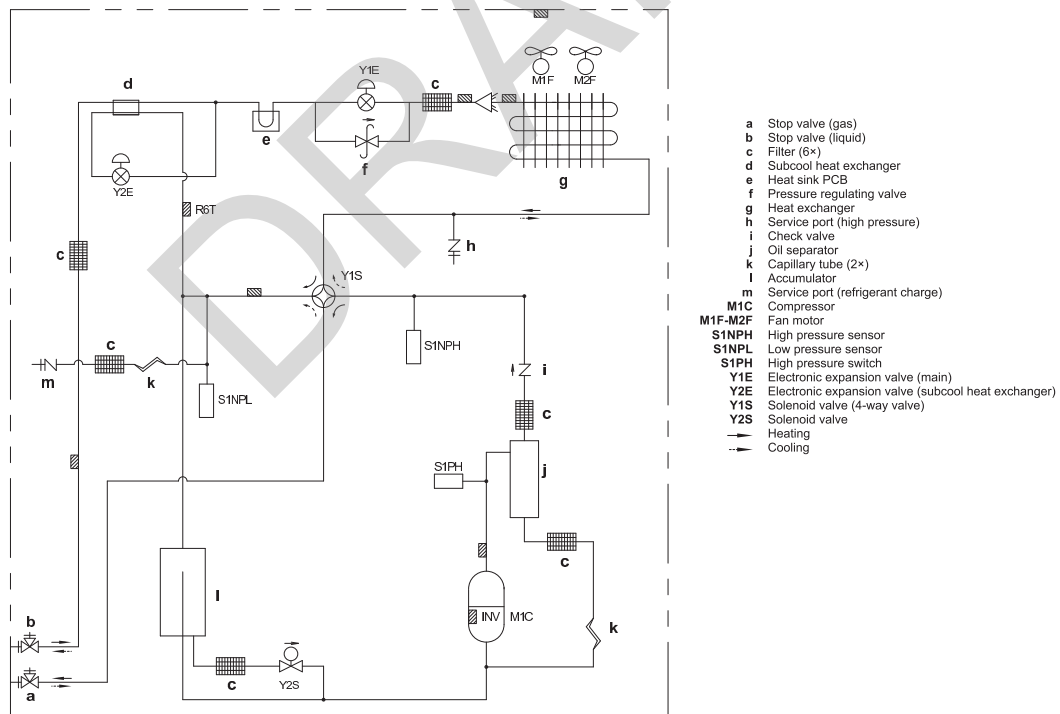 DRAFT
M1F M2F
Y1E
d
c
e
f
g
Y2E
R6T
c
h
Y1S
S1NPH
c
m
k
S1NPL
i
c
S1PH
j
c
l
INV M1C
k
b
c
Y2S
a
a Stop valve (gas)
b Stop valve (liquid)
c Filter (6×)
d Subcool heat exchanger
e Heat sink PCB
f Pressure regulating valve
g Heat exchanger
h Service port (high pressure)
i Check valve
j Oil separator
k Capillary tube (2×)
l Accumulator
m Service port (refrigerant charge)
M1C Compressor
M1F-M2F Fan motor
S1NPH High pressure sensor
S1NPL Low pressure sensor
S1PH High pressure switch
Y1E Electronic expansion valve (main)
Y2E Electronic expansion valve (subcool heat exchanger)
Y1S Solenoid valve (4-way valve)
Y2S Solenoid valve
Heating
Cooling